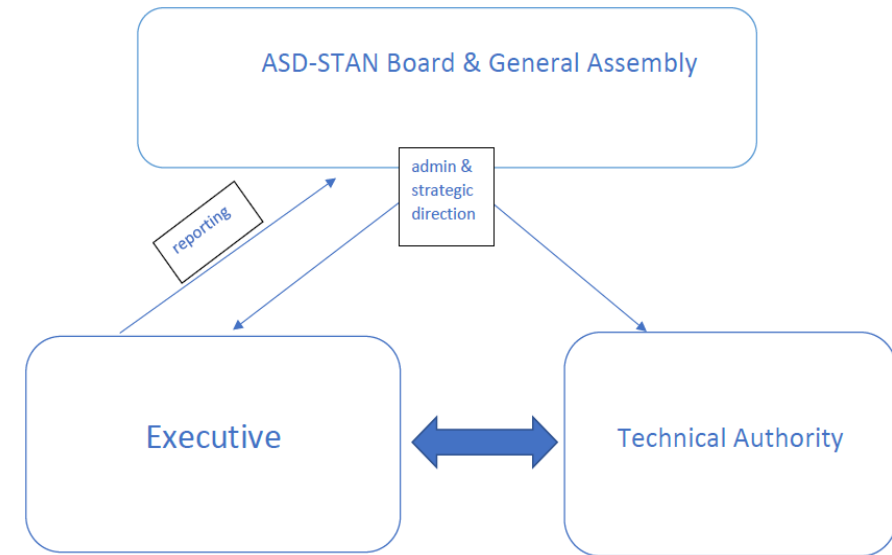 ASD-STAN Board & General Assembly
admin &
strategic
direction
reporting
Executive
Technical Authority